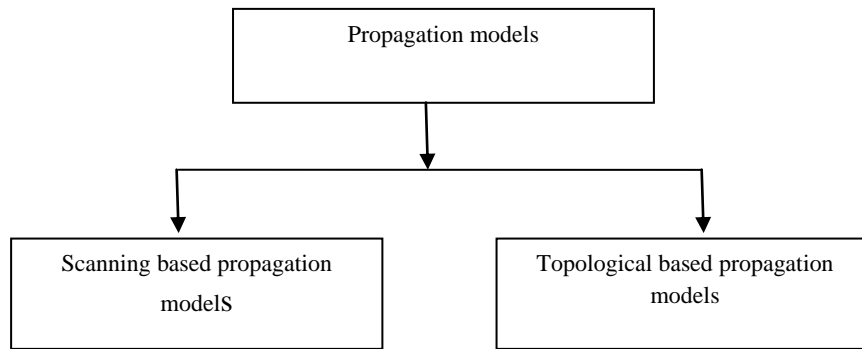 Propagation models
Scanning based propagation
modelS
Topological based propagation
models